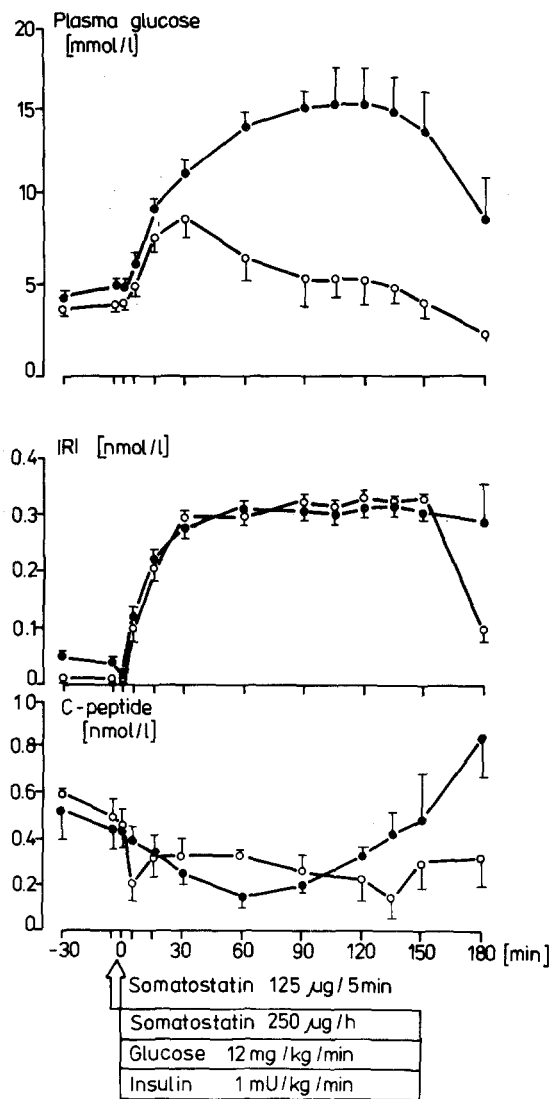 Plasma glucose
[mmol/l]
20
15
10
5
0
IRI [nmol/l]
0.4
0.3
0.2
0.1
0
1.0
C-peptide
[nmol/l]
0.8
0.6
0.4
0.2
0
-30 0 30 60 90 120 150 180 [min]
Somatostatin 125 µg/5min
Somatostatin 250 µg/h
Glucose 12 mg/kg/min
Insulin 1 mU/kg/min